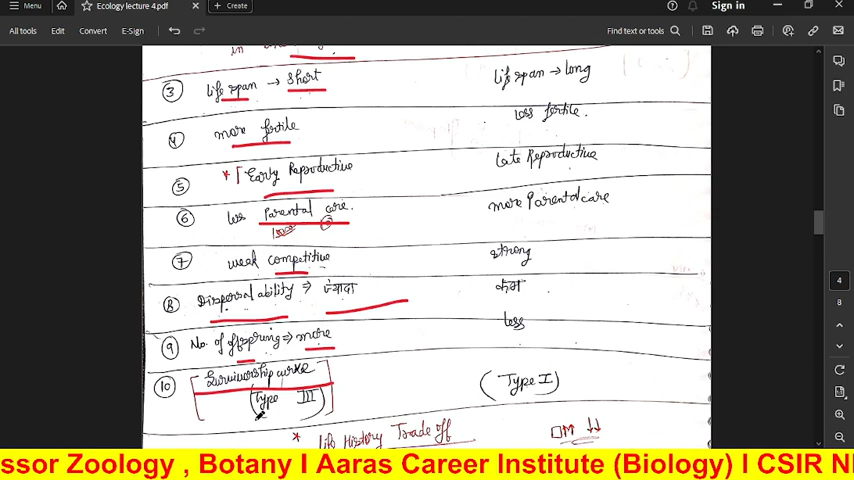 Menu
Ecology lecture 4.pdf
Create
Sign in
All tools Edit Convert E-Sign
Find text or tools
③ Life span → Short Life span → long
④ more fertile less fertile.
⑤ * Early Reproductive Late Reproductive
⑥ less Parental care. more Parental care
⑦ weak competitive strong
⑧ Dispersal ability ⇒ ज्यादा कम
⑨ No. of offspring ⇒ more less
⑩ Survivorship curve
(Type III) (Type I)
* life History Trade off
4
8
ssor Zoology , Botany I Aaras Career Institute (Biology) I CSIR NE